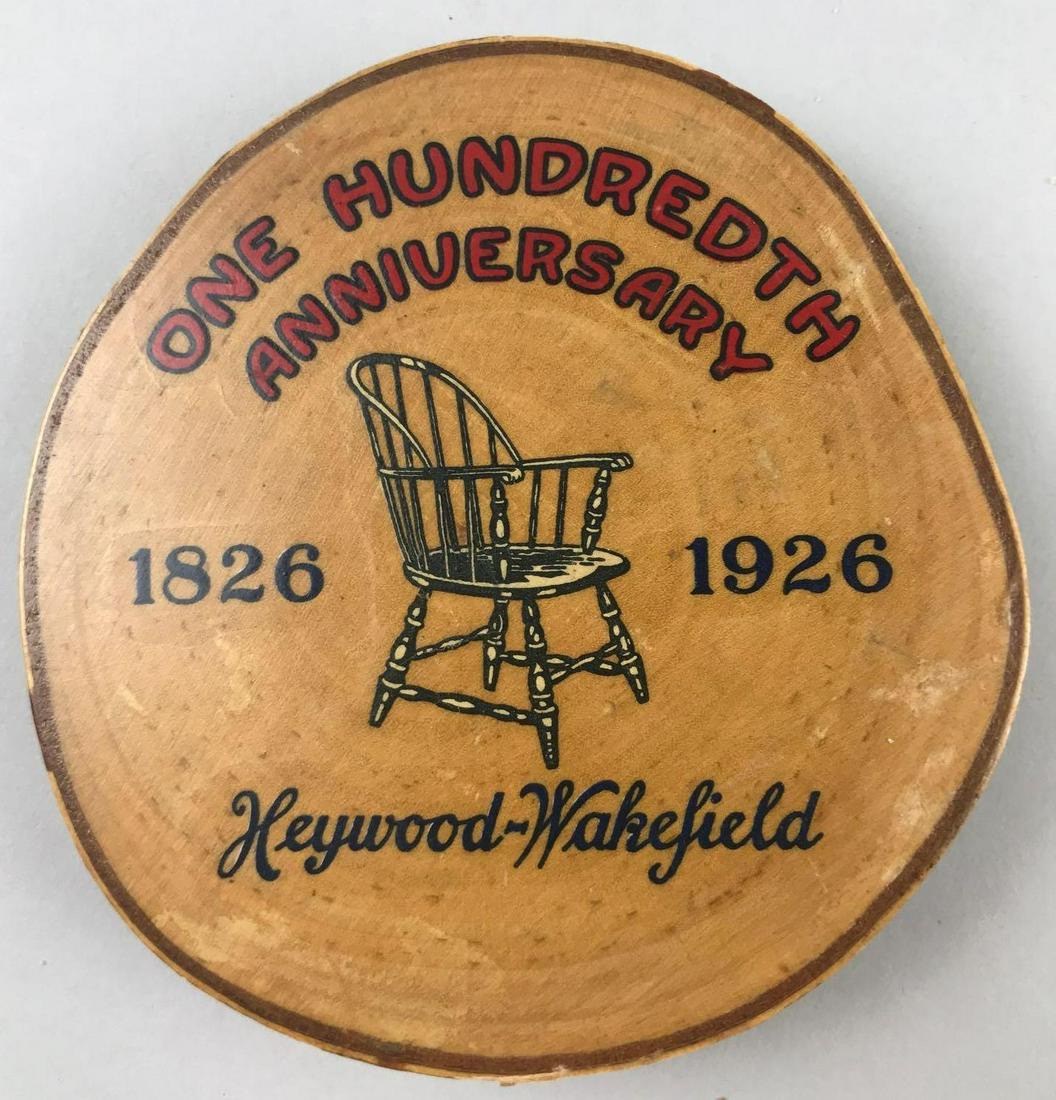 ONE HUNDREDTH
ANNIVERSARY
1826 1926
Heywood-Wakefield